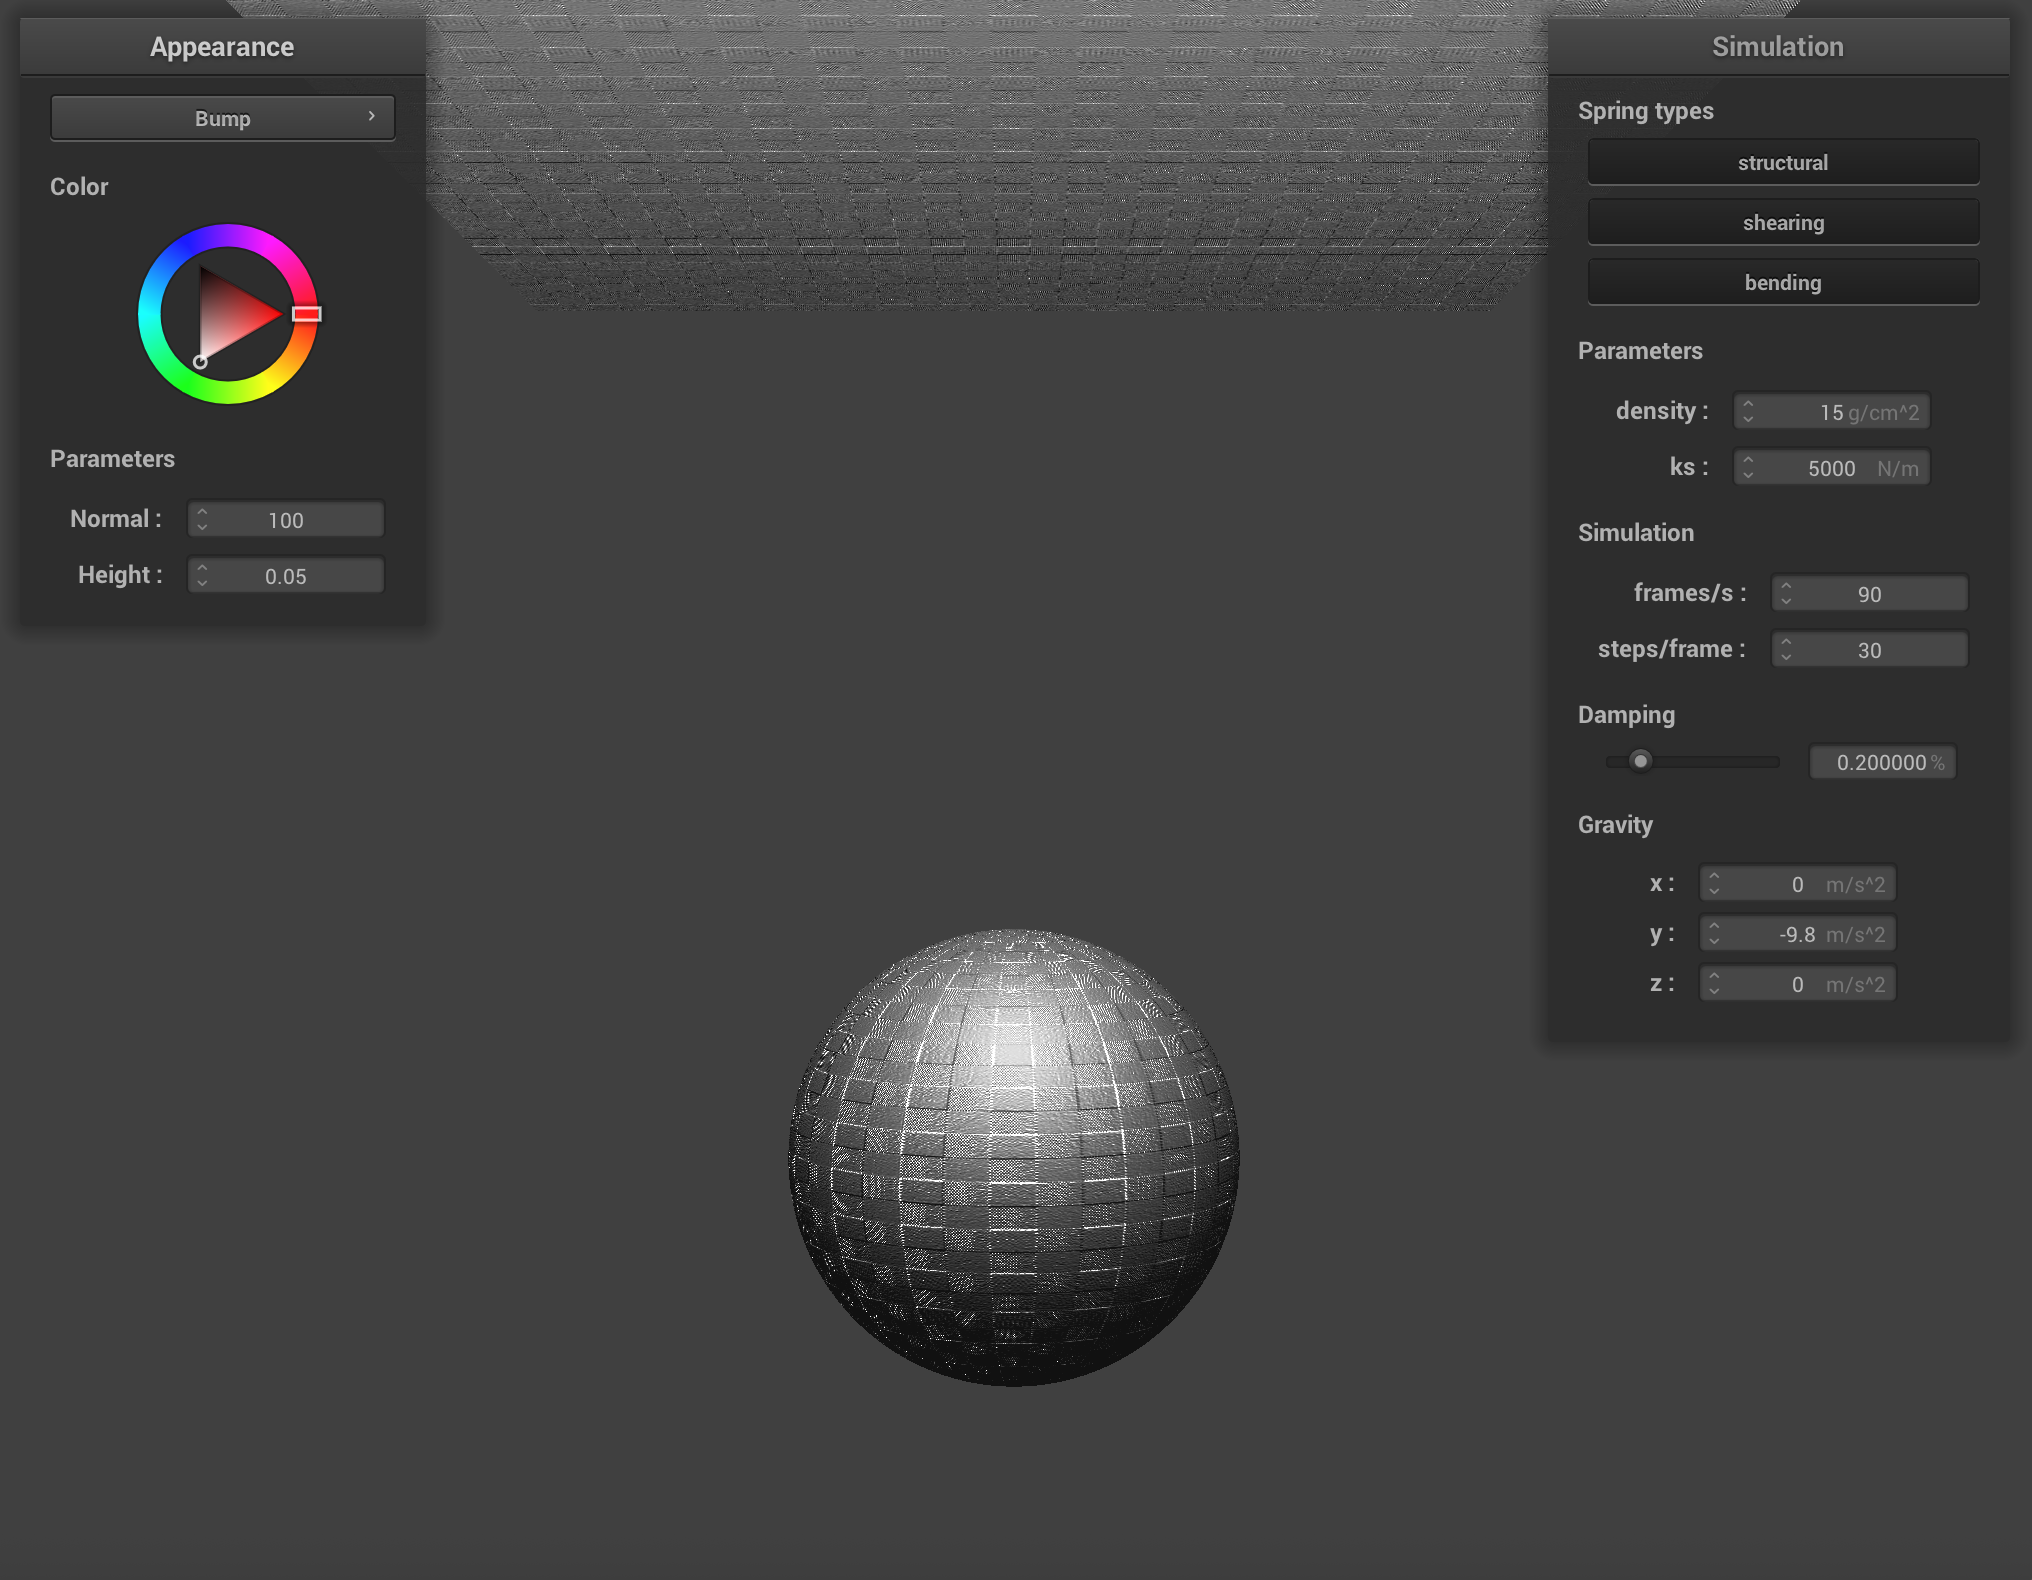 Appearance
Bump
Color
Parameters
Normal : 100
Height : 0.05
Simulation
Spring types
structural
shearing
bending
Parameters
density : 15 g/cm^2
ks : 5000 N/m
Simulation
frames/s : 90
steps/frame : 30
Damping
0.200000 %
Gravity
x : 0 m/s^2
y : -9.8 m/s^2
z : 0 m/s^2